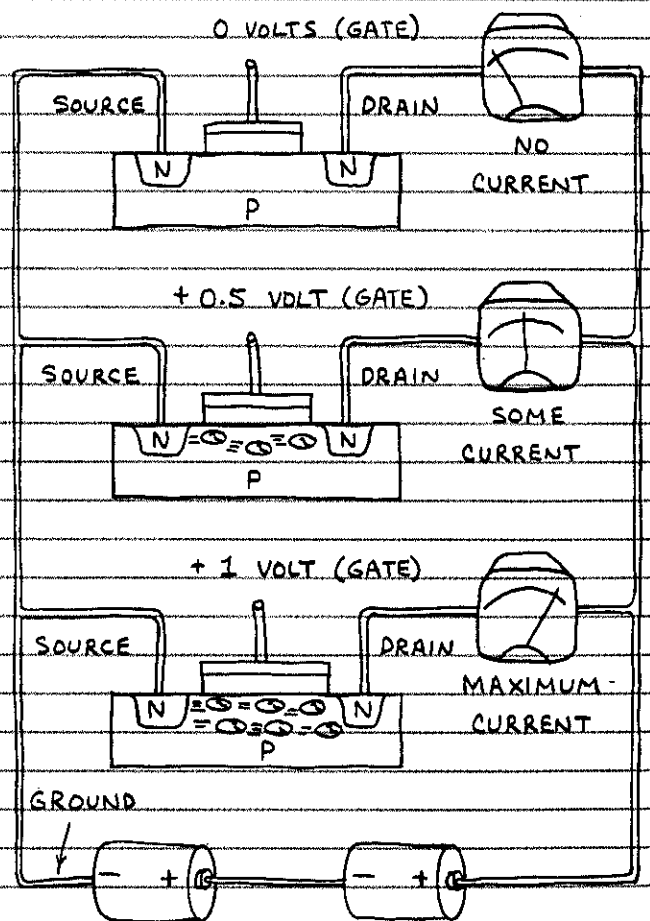 0 VOLTS (GATE)
SOURCE
DRAIN
N
N
P
NO
CURRENT
+ 0.5 VOLT (GATE)
SOURCE
DRAIN
N
N
P
SOME
CURRENT
+ 1 VOLT (GATE)
SOURCE
DRAIN
N
N
P
MAXIMUM
CURRENT
GROUND
- +
- +